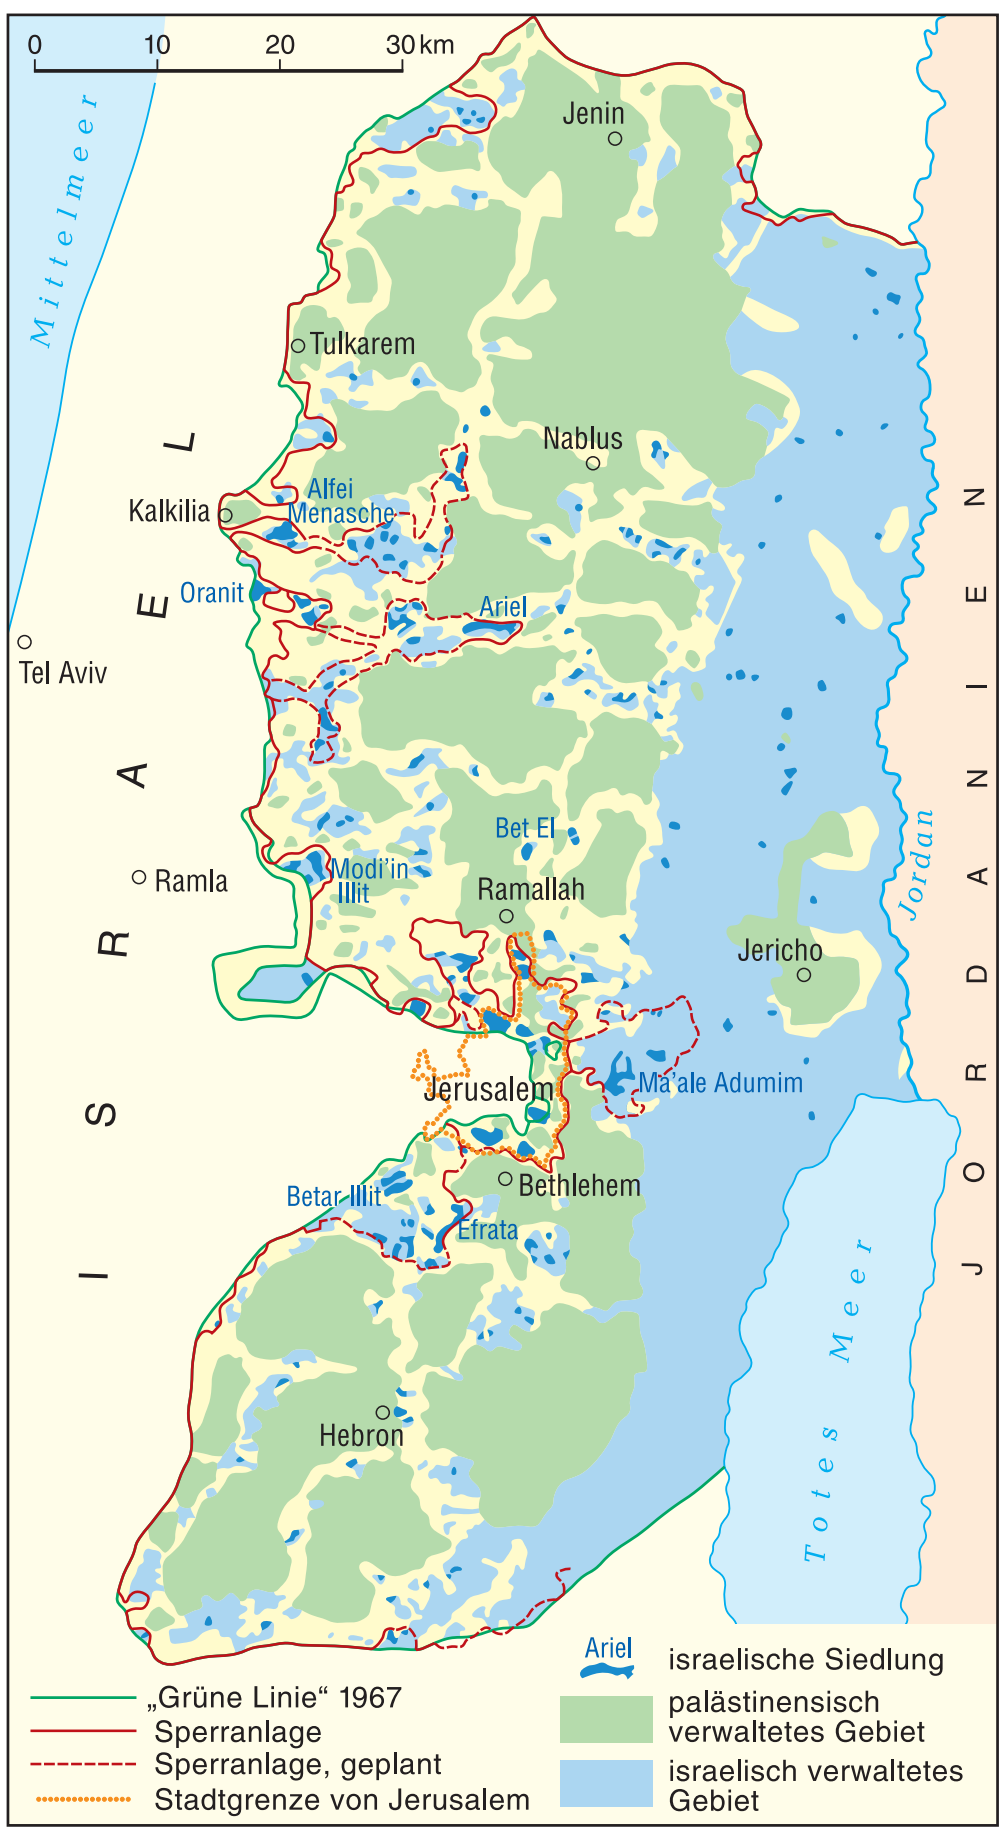 0 10 20 30 km
Mittelmeer
Jenin
Tulkarem
Nablus
Alfei
Menasche
Kalkilia
Oranit
Ariel
Tel Aviv
Bet El
Modi'in
Illit
Ramla
Ramallah
Jericho
Jordan
Jerusalem
Ma'ale Adumim
Betar Illit
Bethlehem
Efrata
Hebron
Totes Meer
ISRAEL
JORDANIEN
„Grüne Linie“ 1967
Sperranlage
Sperranlage, geplant
Stadtgrenze von Jerusalem
Ariel
israelische Siedlung
palästinensisch
verwaltetes Gebiet
israelisch verwaltetes
Gebiet